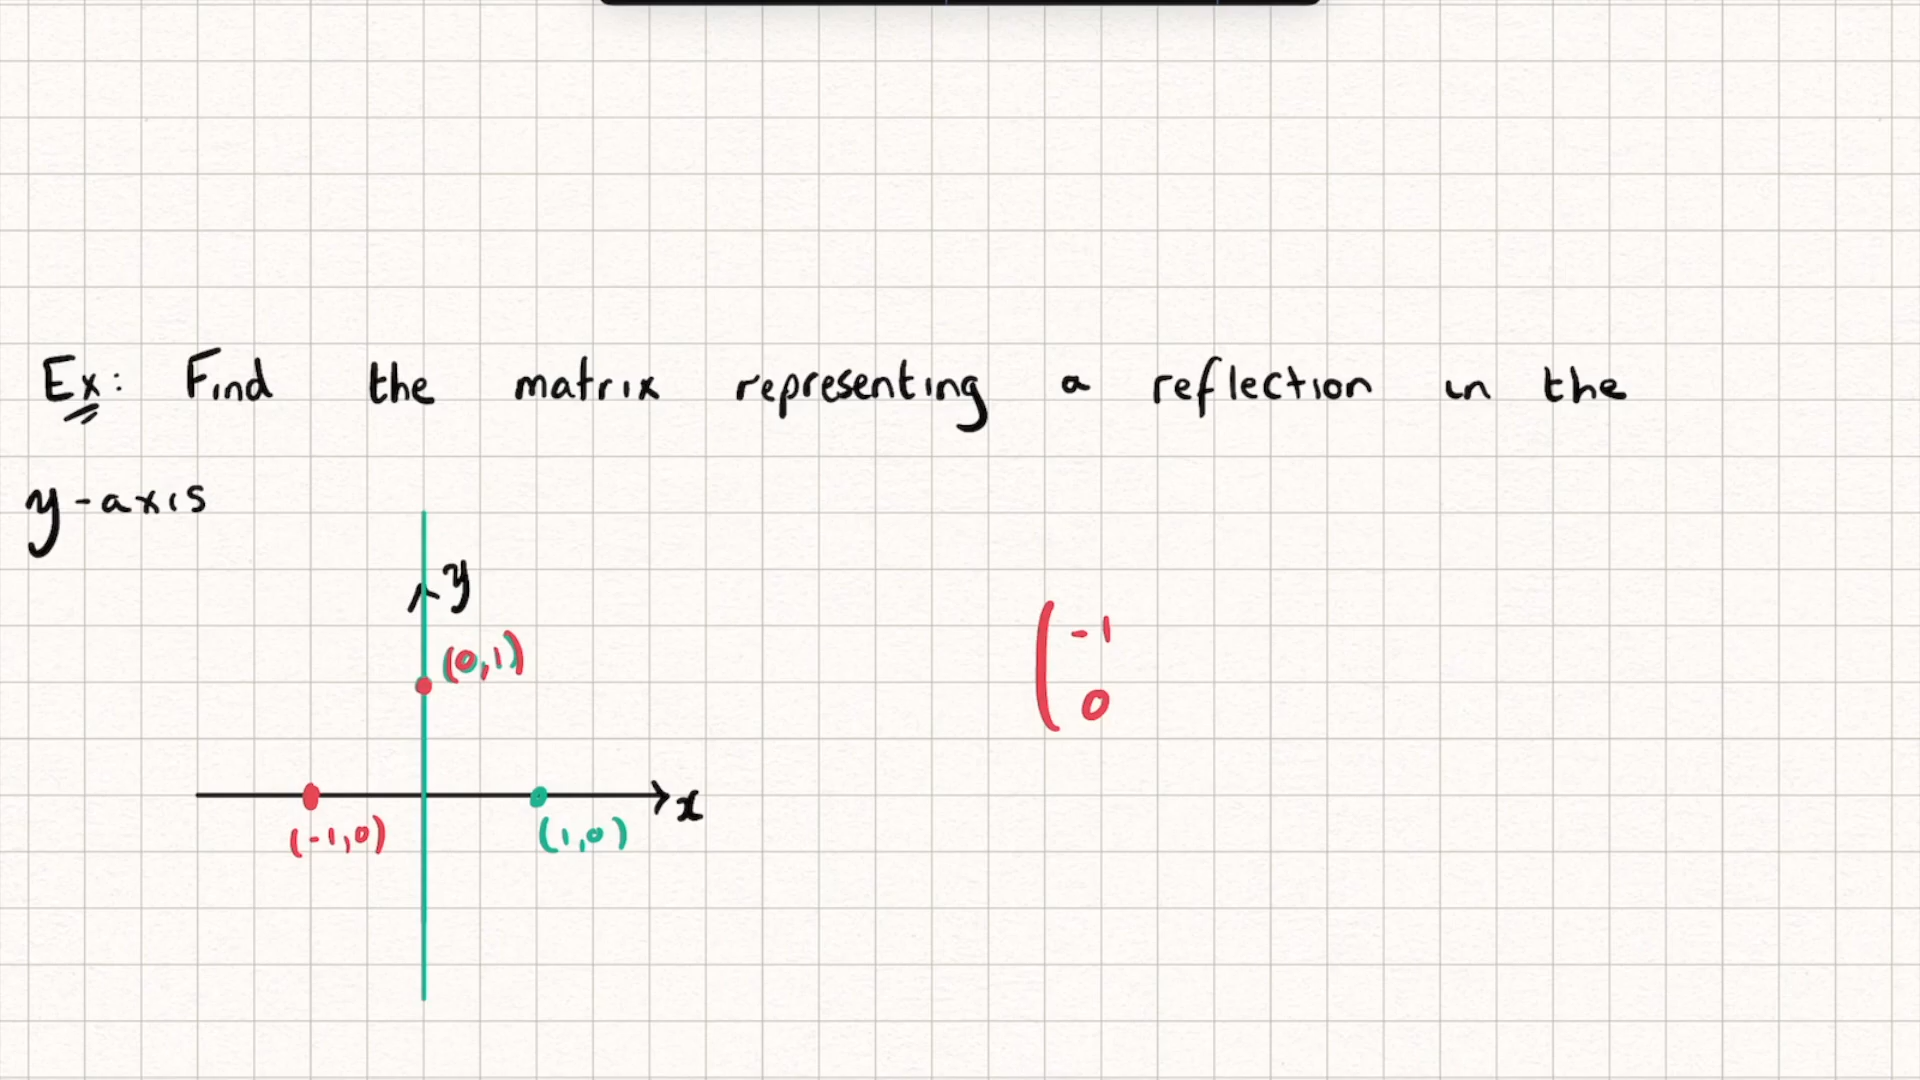 Ex: Find the matrix representing a reflection in the
y-axis
y
(0,1)
(-1
0
x
(-1,0) (1,0)